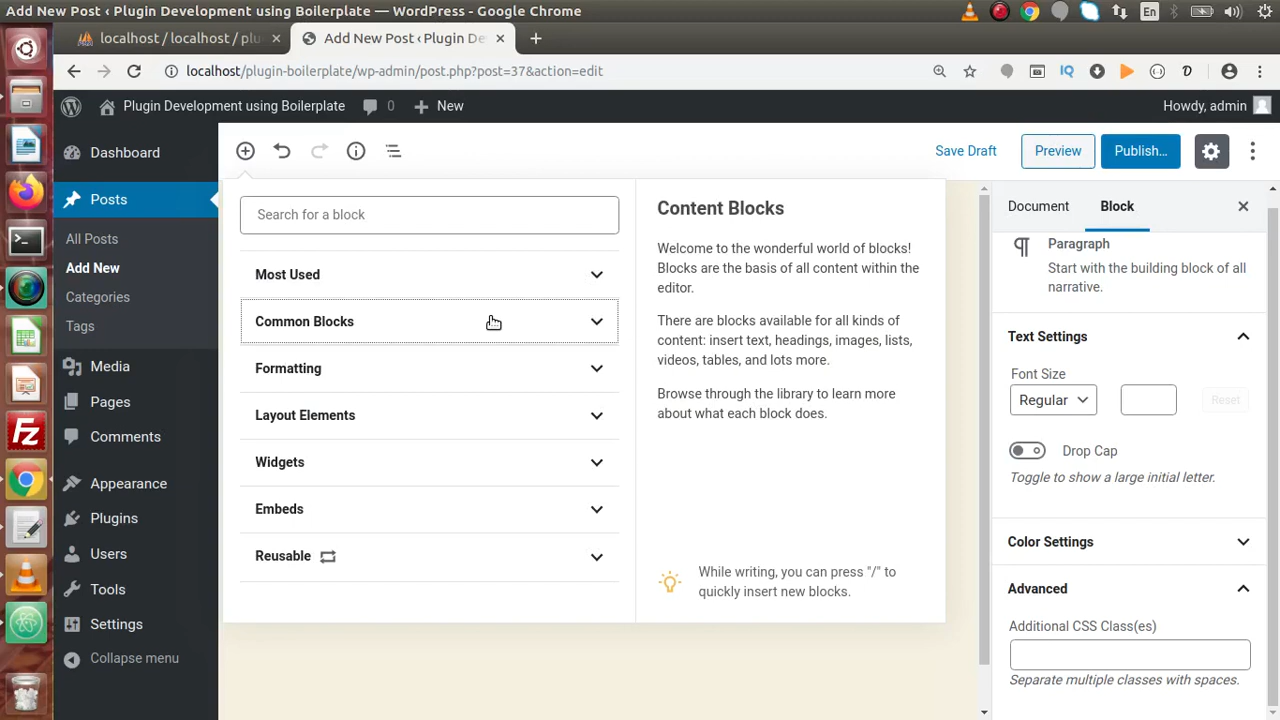 Add New Post ‹ Plugin Development using Boilerplate — WordPress - Google Chrome
En
localhost / localhost / plu
Add New Post ‹ Plugin De
localhost/plugin-boilerplate/wp-admin/post.php?post=37&action=edit
IQ
Plugin Development using Boilerplate
0
New
Howdy, admin
Dashboard
Posts
All Posts
Add New
Categories
Tags
Media
Pages
Comments
Appearance
Plugins
Users
Tools
Settings
Collapse menu
Save Draft
Preview
Publish…
Search for a block
Most Used
Common Blocks
Formatting
Layout Elements
Widgets
Embeds
Reusable
Content Blocks
Welcome to the wonderful world of blocks!
Blocks are the basis of all content within the
editor.
There are blocks available for all kinds of
content: insert text, headings, images, lists,
videos, tables, and lots more.
Browse through the library to learn more
about what each block does.
While writing, you can press "/" to
quickly insert new blocks.
Document
Block
Paragraph
Start with the building block of all
narrative.
Text Settings
Font Size
Regular
Reset
Drop Cap
Toggle to show a large initial letter.
Color Settings
Advanced
Additional CSS Class(es)
Separate multiple classes with spaces.